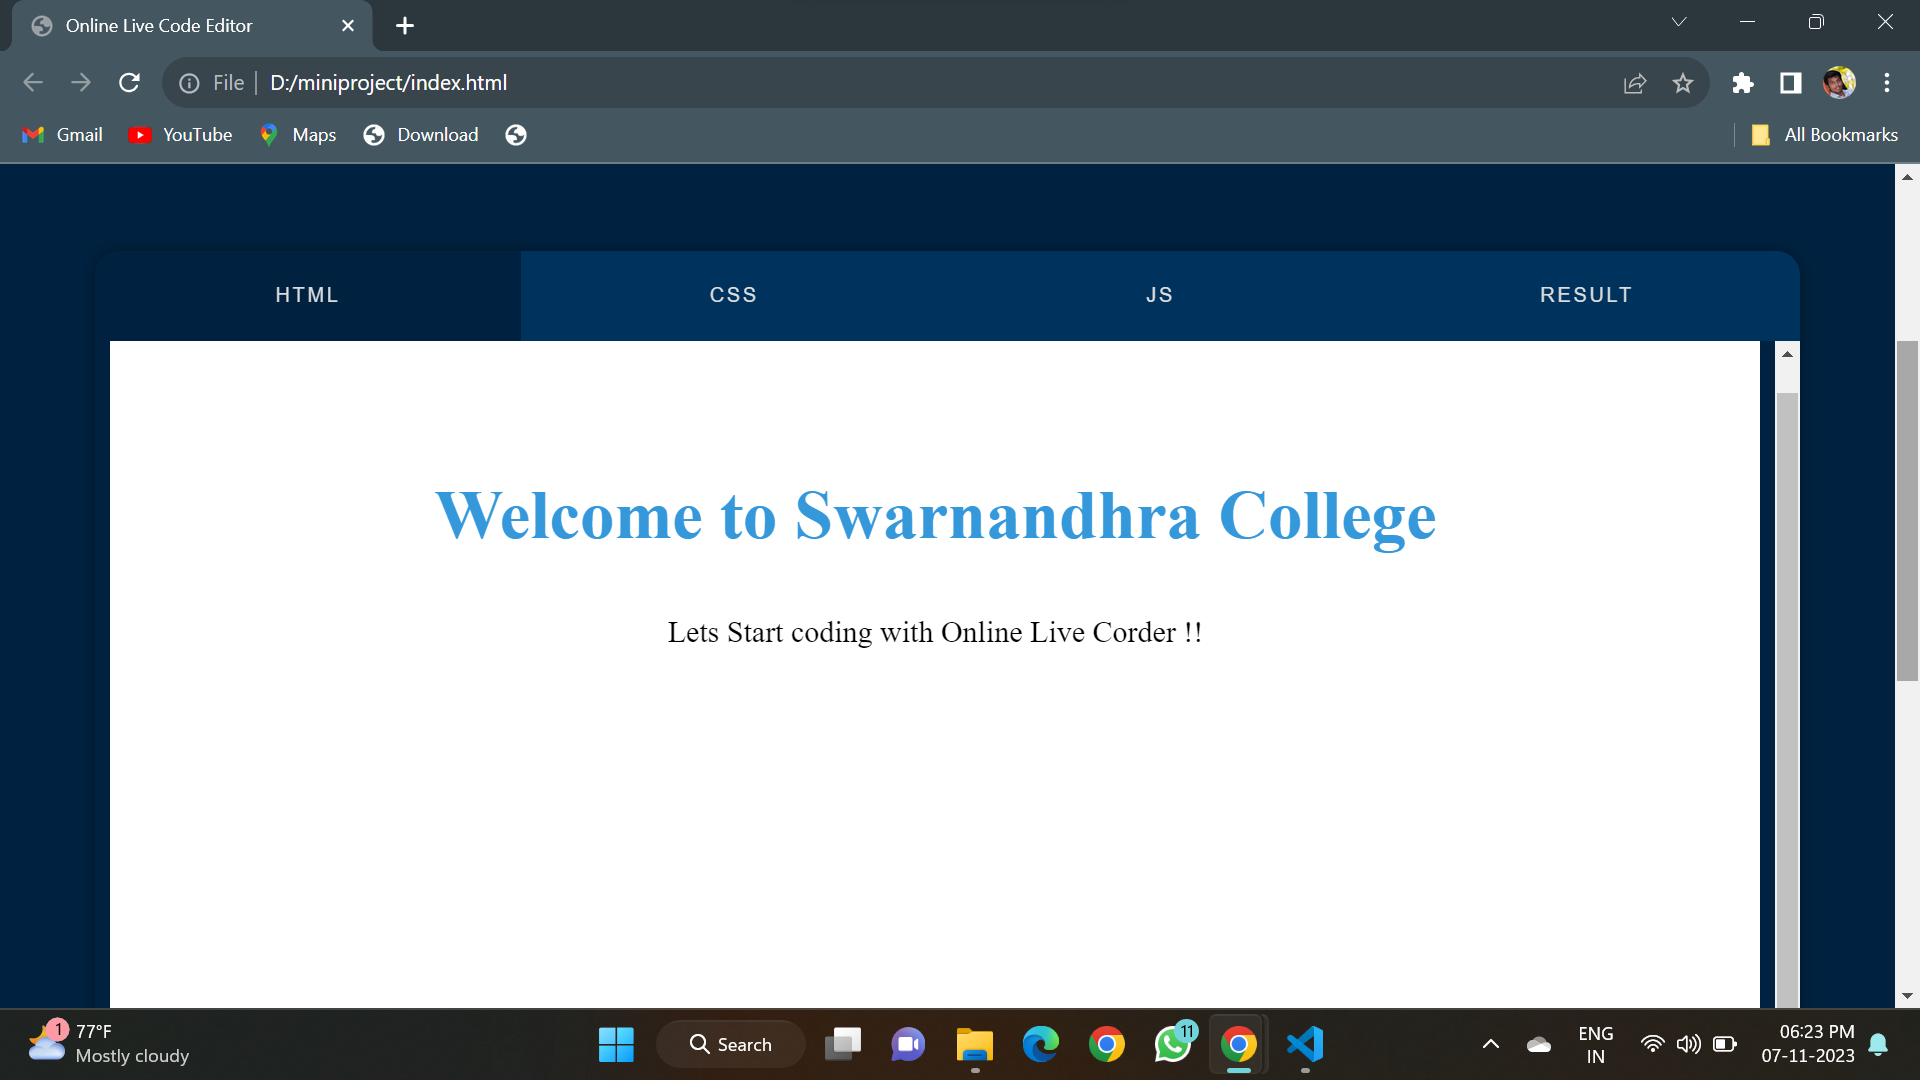 Online Live Code Editor
File D:/miniproject/index.html
Gmail YouTube Maps Download All Bookmarks
HTML CSS JS RESULT
Welcome to Swarnandhra College
Lets Start coding with Online Live Corder !!
1 77°F
Mostly cloudy
Search
11
ENG
IN
06:23 PM
07-11-2023